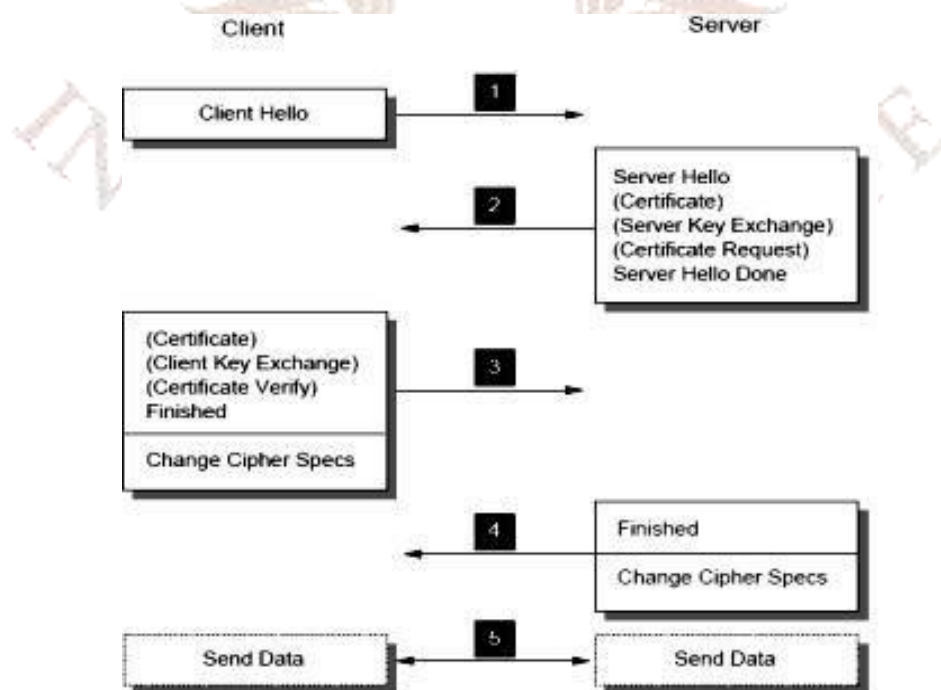 Client
Server
1
Client Hello
Server Hello
(Certificate)
(Server Key Exchange)
(Certificate Request)
Server Hello Done
2
(Certificate)
(Client Key Exchange)
(Certificate Verify)
Finished
Change Cipher Specs
3
4
Finished
Change Cipher Specs
5
Send Data
Send Data